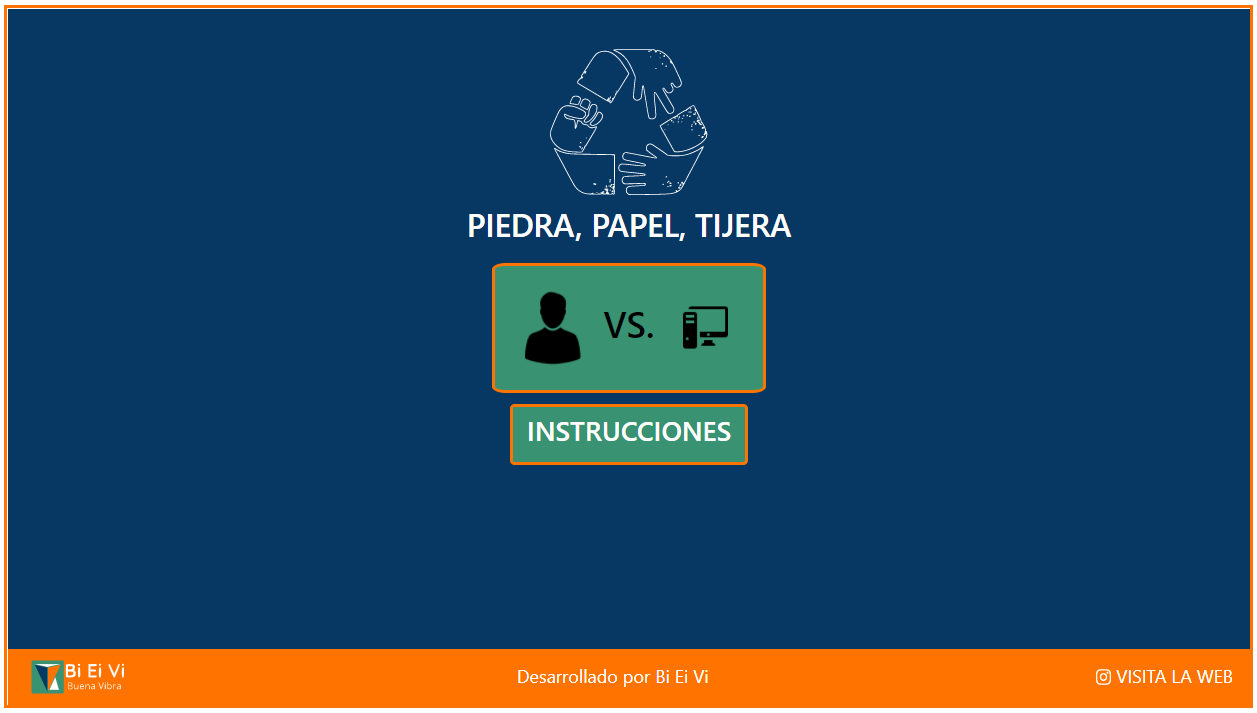 PIEDRA, PAPEL, TIJERA
VS.
INSTRUCCIONES
Bi Ei Vi
Buena Vibra
Desarrollado por Bi Ei Vi
VISITA LA WEB